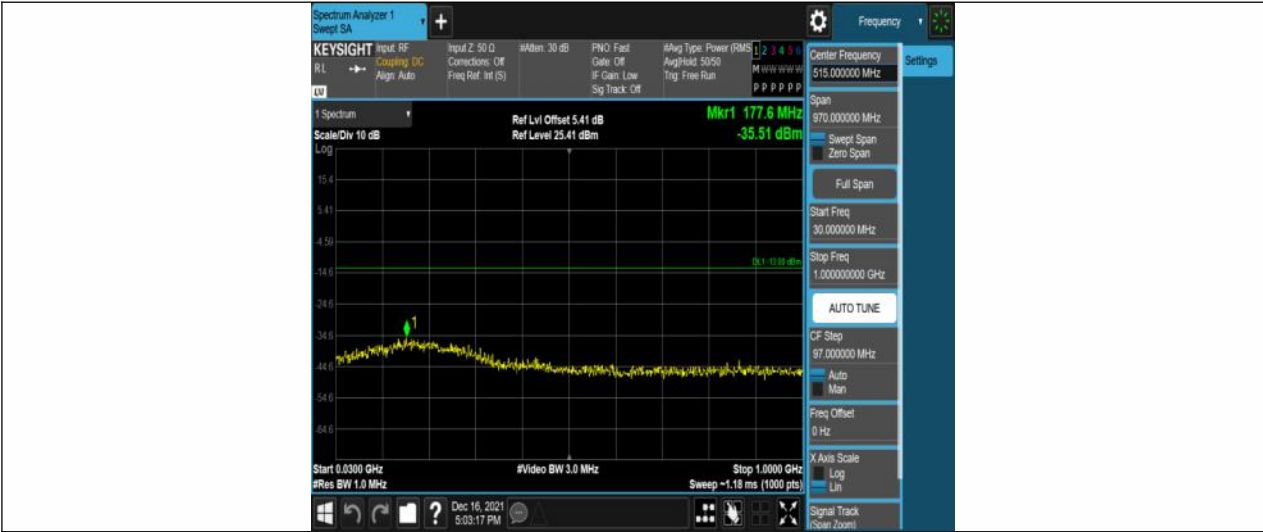 Spectrum Analyzer 1
Swept SA
+
Frequency
KEYSIGHT
RL
LW
Input: RF
Coupling: DC
Align: Auto
Input Z: 50 Ω
Corrections: Off
Freq Ref: Int (S)
#Atten: 30 dB
PNO: Fast
Gate: Off
IF Gain: Low
Sig Track: Off
#Avg Type: Power (RMS
Avg|Hold: 50/50
Trig: Free Run
1 2 3 4 5 6
M W W W W W
P P P P P P
1 Spectrum
Scale/Div 10 dB
Ref Lvl Offset 5.41 dB
Ref Level 25.41 dBm
Mkr1 177.6 MHz
-35.51 dBm
Log
15.4
5.41
-4.59
-14.6
-24.6
-34.6
-44.6
-54.6
-64.6
DL1 -13.00 dBm
1
Start 0.0300 GHz
#Res BW 1.0 MHz
#Video BW 3.0 MHz
Stop 1.0000 GHz
Sweep ~1.18 ms (1000 pts)
?
Dec 16, 2021
5:03:17 PM
Center Frequency
515.000000 MHz
Settings
Span
970.000000 MHz
Swept Span
Zero Span
Full Span
Start Freq
30.000000 MHz
Stop Freq
1.000000000 GHz
AUTO TUNE
CF Step
97.000000 MHz
Auto
Man
Freq Offset
0 Hz
X Axis Scale
Log
Lin
Signal Track
(Span Zoom)